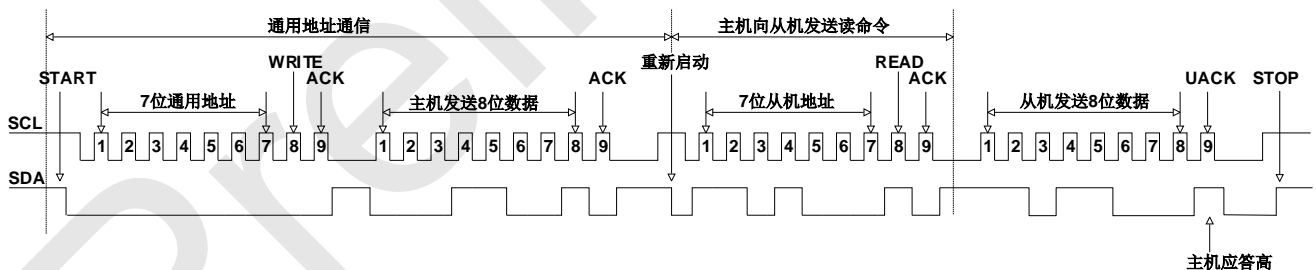 通用地址通信
主机向从机发送读命令
重新启动
WRITE
READ
START
ACK
ACK
ACK
UACK
STOP
7位通用地址
主机发送8位数据
7位从机地址
从机发送8位数据
SCL
1 2 3 4 5 6 7 8 9
1 2 3 4 5 6 7 8 9
1 2 3 4 5 6 7 8 9
1 2 3 4 5 6 7 8 9
SDA
主机应答高